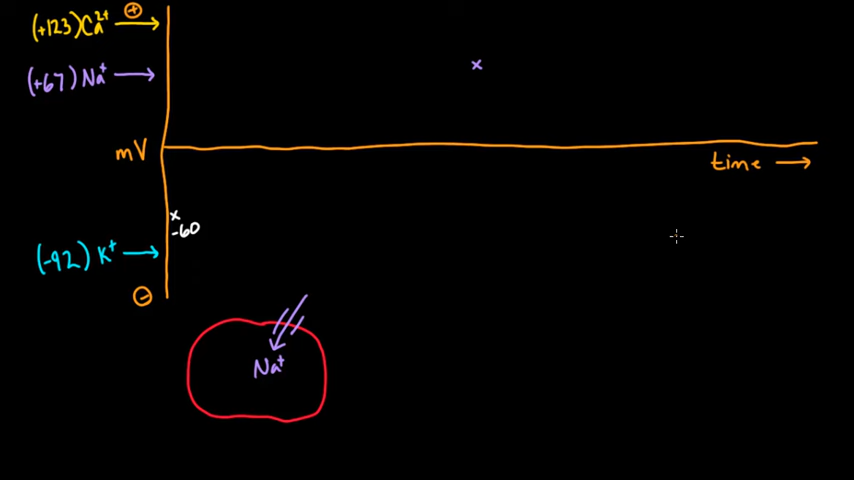 (+123) Ca²⁺ → ⊕
(+67) Na⁺ →
mV
time →
x
-60
(-92) K⁺ →
⊖
x
Na⁺